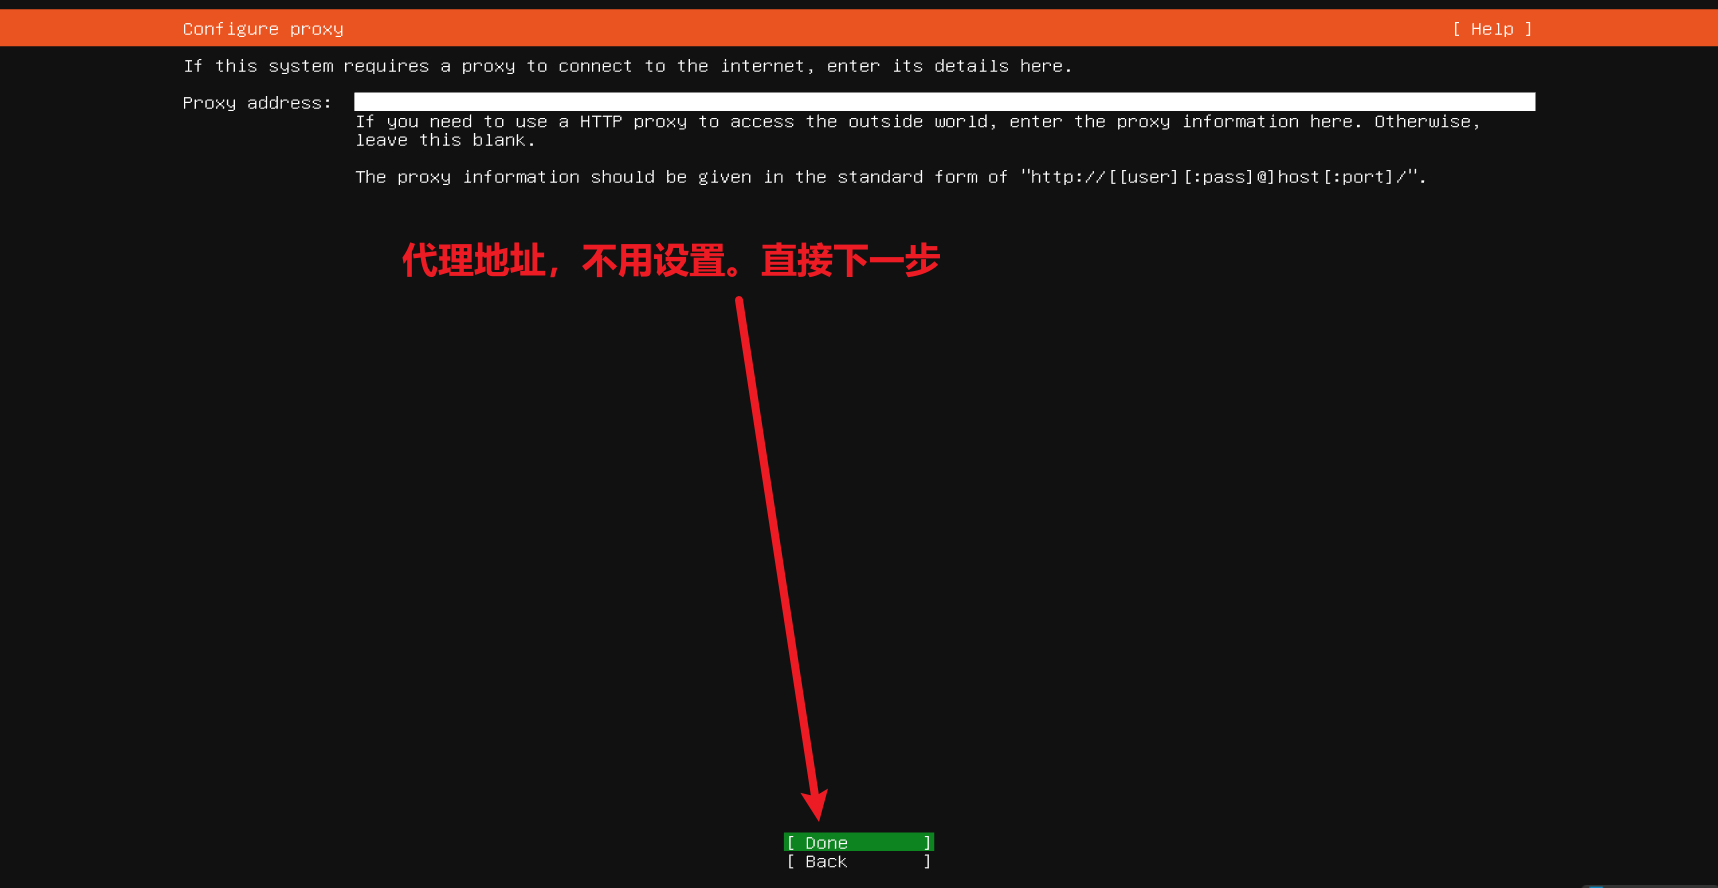 Configure proxy [ Help ]
If this system requires a proxy to connect to the internet, enter its details here.
Proxy address:
If you need to use a HTTP proxy to access the outside world, enter the proxy information here. Otherwise,
leave this blank.
The proxy information should be given in the standard form of "http://[[user][:pass]@]host[:port]/".
代理地址，不用设置。直接下一步
[ Done ]
[ Back ]